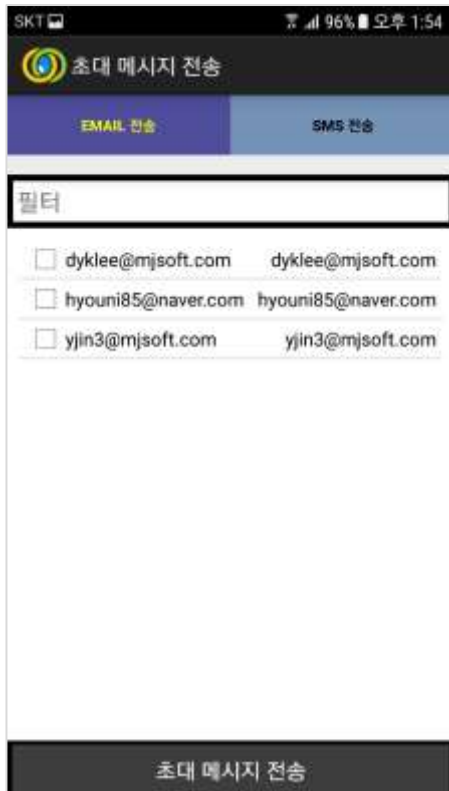 SKT 96% 오후 1:54
초대 메시지 전송
EMAIL 전송 SMS 전송
필터
dyklee@mjsoft.com dyklee@mjsoft.com
hyouni85@naver.com hyouni85@naver.com
yjin3@mjsoft.com yjin3@mjsoft.com
초대 메시지 전송